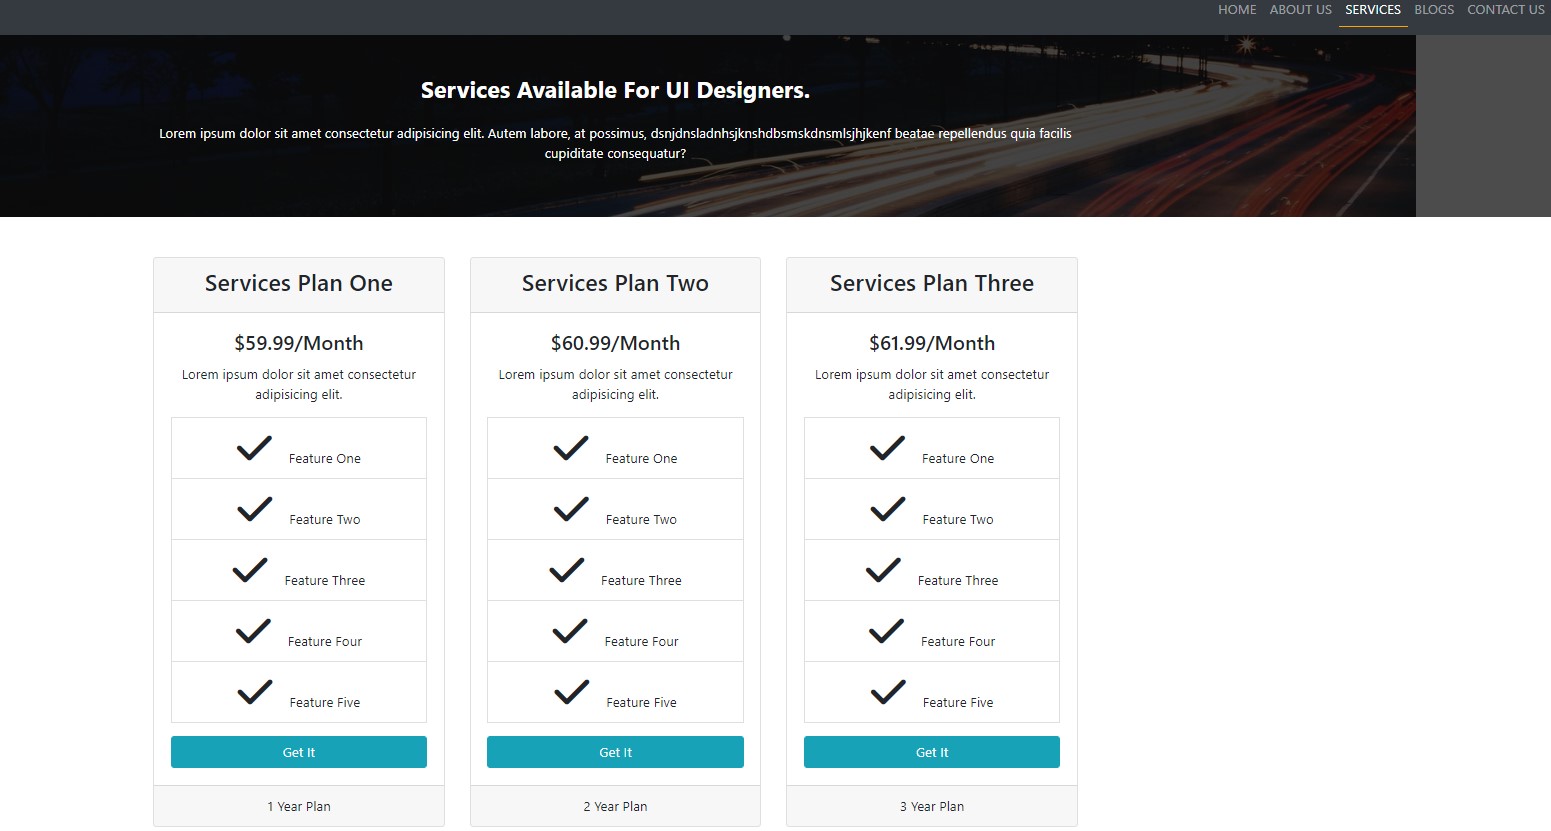 HOME ABOUT US SERVICES BLOGS CONTACT US
Services Available For UI Designers.
Lorem ipsum dolor sit amet consectetur adipisicing elit. Autem labore, at possimus, dsnjdnsladnhsjknshdbsmskdnsmlsjhjkenf beatae repellendus quia facilis
cupiditate consequatur?
Services Plan One
$59.99/Month
Lorem ipsum dolor sit amet consectetur
adipisicing elit.
Feature One
Feature Two
Feature Three
Feature Four
Feature Five
Get It
1 Year Plan
Services Plan Two
$60.99/Month
Lorem ipsum dolor sit amet consectetur
adipisicing elit.
Feature One
Feature Two
Feature Three
Feature Four
Feature Five
Get It
2 Year Plan
Services Plan Three
$61.99/Month
Lorem ipsum dolor sit amet consectetur
adipisicing elit.
Feature One
Feature Two
Feature Three
Feature Four
Feature Five
Get It
3 Year Plan